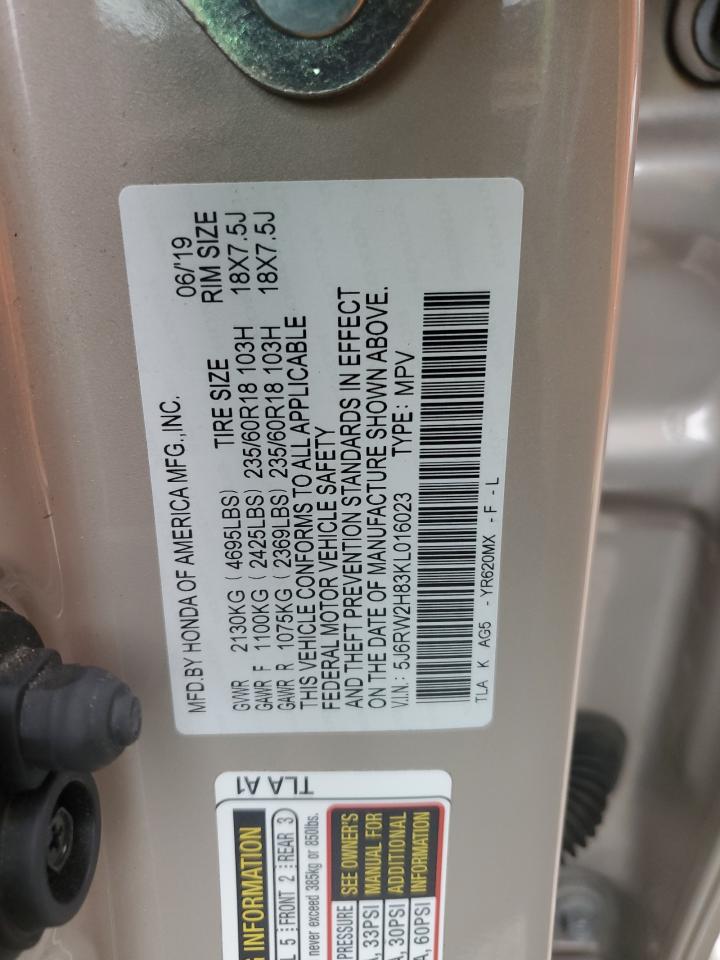 MFD.BY HONDA OF AMERICA MFG.,INC. 06/'19
TIRE SIZE RIM SIZE
GVWR 2130KG ( 4695LBS)
GAWR F 1100KG ( 2425LBS) 235/60R18 103H 18X7.5J
GAWR R 1075KG ( 2369LBS) 235/60R18 103H 18X7.5J
THIS VEHICLE CONFORMS TO ALL APPLICABLE
FEDERAL MOTOR VEHICLE SAFETY
AND THEFT PREVENTION STANDARDS IN EFFECT
ON THE DATE OF MANUFACTURE SHOWN ABOVE.
V.I.N.: 5J6RW2H83KL016023 TYPE: MPV
TLA K AG5 - YR620MX - F - L
TLA A1
INFORMATION
5 FRONT 2 REAR 3
never exceed 385kg or 850lbs.
PRESSURE SEE OWNER'S
33PSI MANUAL FOR
30PSI ADDITIONAL
60PSI INFORMATION